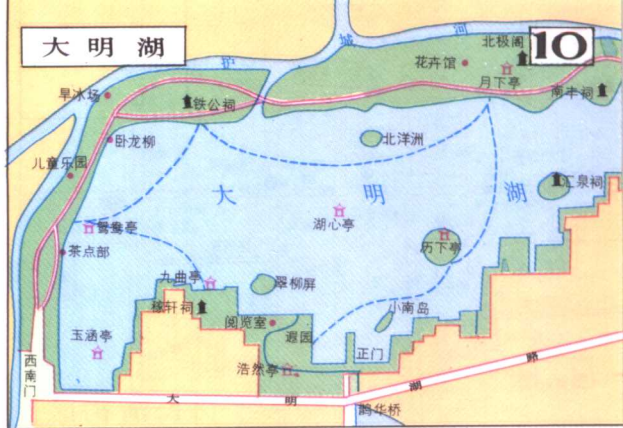 大明湖
10
护城河
北极阁
花卉馆
月下亭
南丰祠
旱冰场
铁公祠
卧龙柳
北洋洲
儿童乐园
汇泉祠
大明湖
鸳鸯亭
湖心亭
历下亭
茶点部
九曲亭
翠柳屏
稼轩祠
小南岛
阅览室
遐园
玉涵亭
正门
西南门
浩然亭
大明湖路
鹊华桥